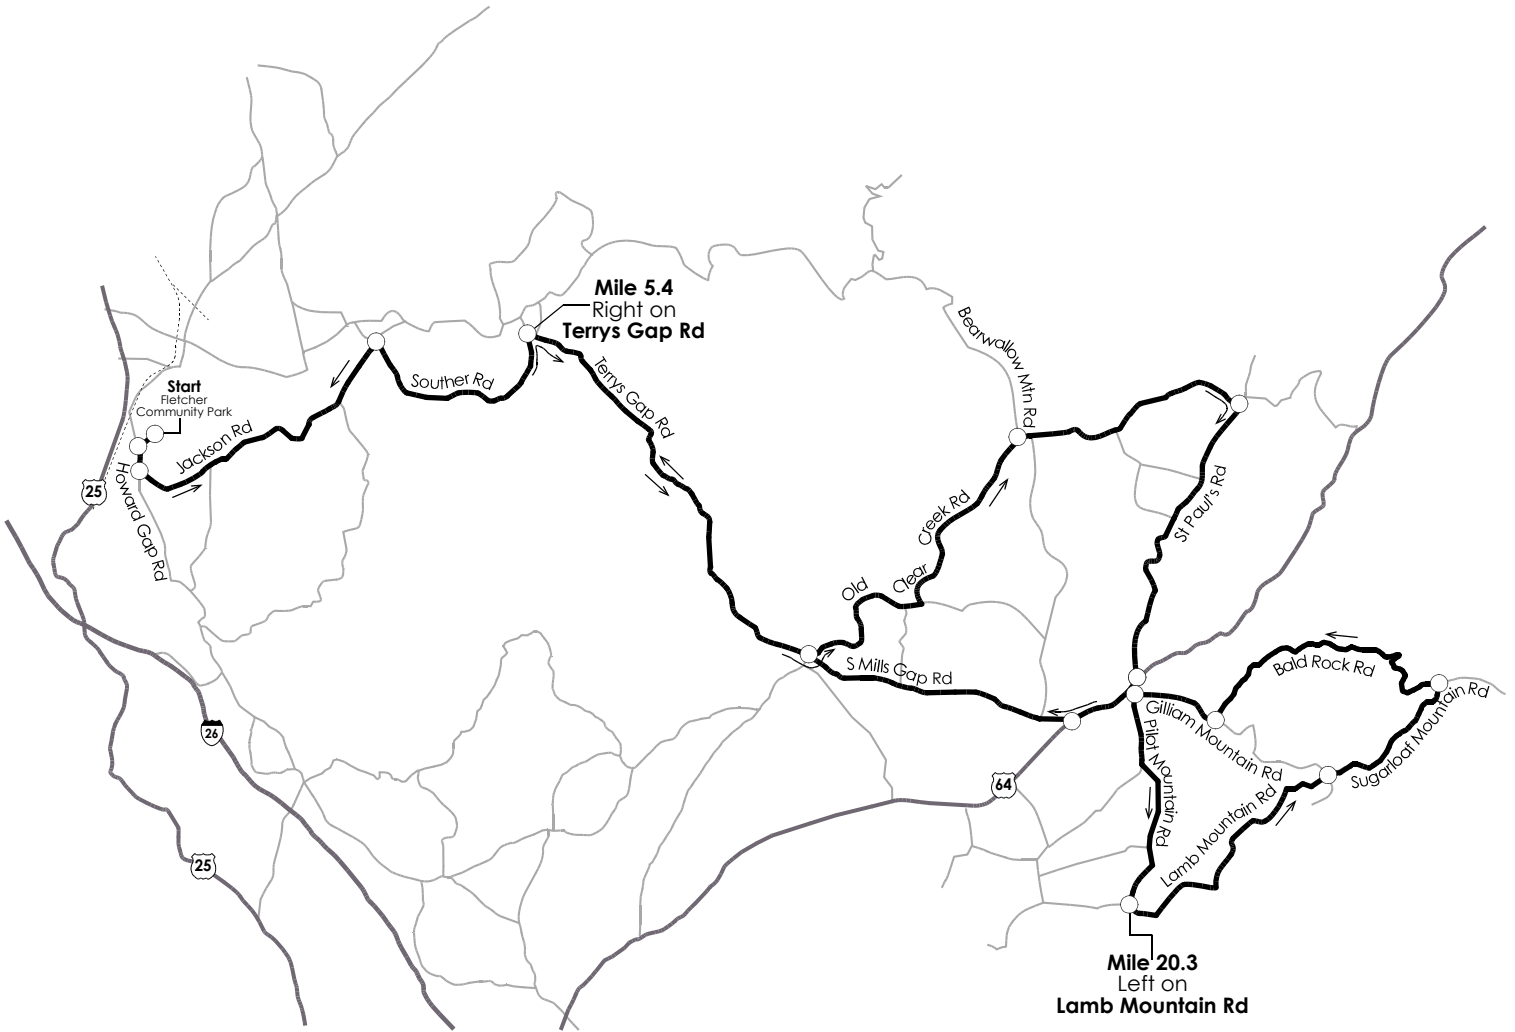 Mile 5.4
Right on
Terrys Gap Rd
Bearwallow Mtn Rd
Souther Rd
Terrys Gap Rd
Start
Fletcher
Community Park
Jackson Rd
25
Howard Gap Rd
Creek Rd
Clear
Old
St Paul's Rd
S Mills Gap Rd
Bald Rock Rd
Gilliam Mountain Rd
Sugarloaf Mountain Rd
Pilot Mountain Rd
26
64
Lamb Mountain Rd
25
Mile 20.3
Left on
Lamb Mountain Rd